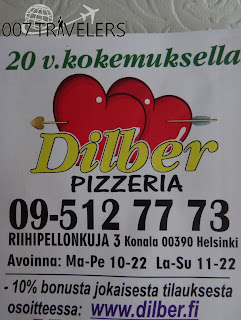 007 TRAVELERS
20 v.kokemuksella
Dilber
PIZZERIA
09-512 77 73
RIIHIPELLONKUJA 3 Konala 00390 Helsinki
Avoinna: Ma-Pe 10-22 La-Su 11-22
- 10% bonusta jokaisesta tilauksesta
osoitteessa: www.dilber.fi